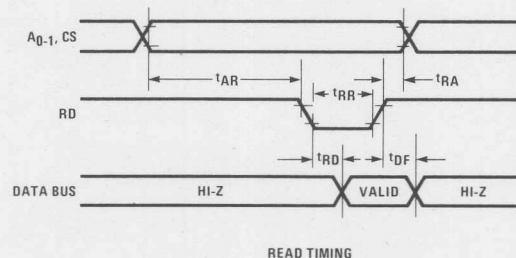 A0-1, CS
tAR
tRR
tRA
RD
tRD
tDF
DATA BUS
HI-Z
VALID
HI-Z
READ TIMING